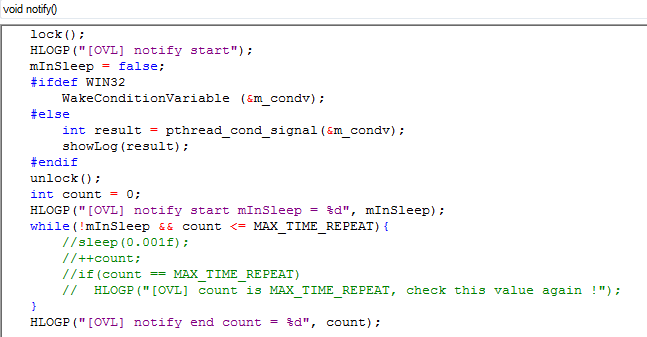 void notify()
lock();
HLOGP("[OVL] notify start");
mInSleep = false;
#ifdef WIN32
WakeConditionVariable (&m_condv);
#else
int result = pthread_cond_signal(&m_condv);
showLog(result);
#endif
unlock();
int count = 0;
HLOGP("[OVL] notify start mInSleep = %d", mInSleep);
while(!mInSleep && count <= MAX_TIME_REPEAT){
//sleep(0.001f);
//++count;
//if(count == MAX_TIME_REPEAT)
//  HLOGP("[OVL] count is MAX_TIME_REPEAT, check this value again !");
}
HLOGP("[OVL] notify end count = %d", count);